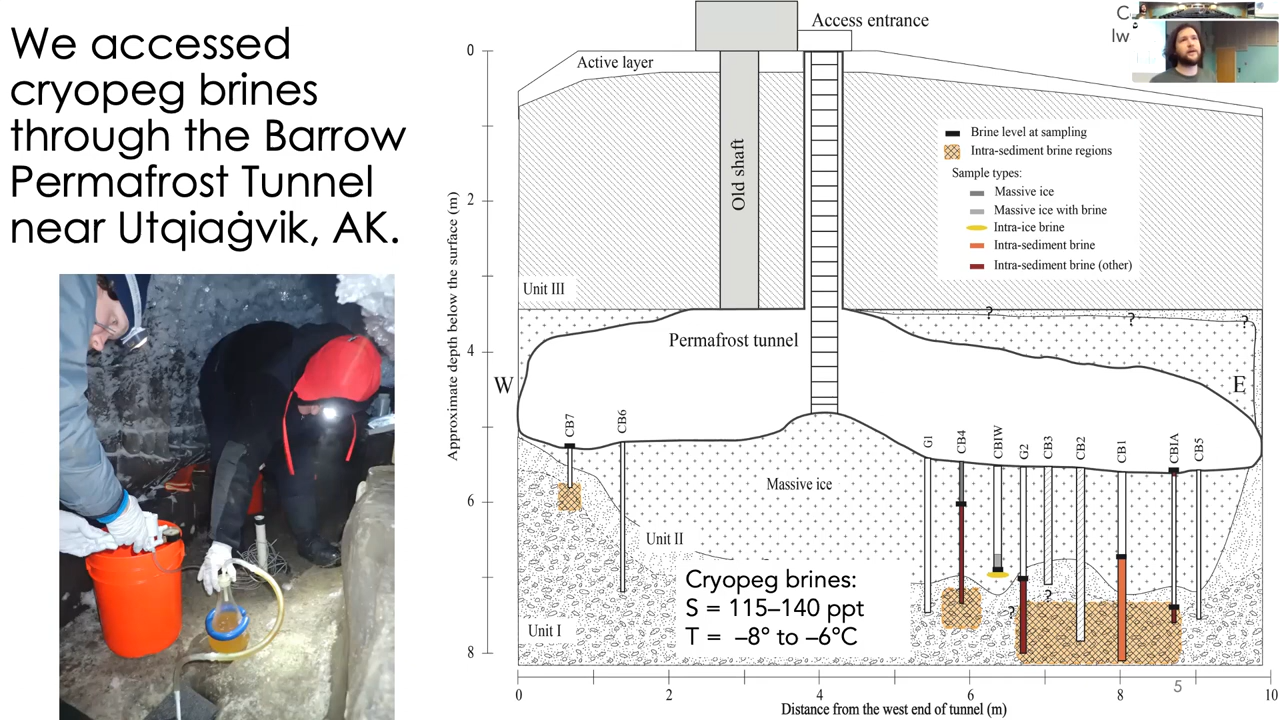 We accessed
cryopeg brines
through the Barrow
Permafrost Tunnel
near Utqiaġvik, AK.
Access entrance
Active layer
Old shaft
Brine level at sampling
Intra-sediment brine regions
Sample types:
Massive ice
Massive ice with brine
Intra-ice brine
Intra-sediment brine
Intra-sediment brine (other)
Unit III
? ? ?
Permafrost tunnel
W
E
CB7
CB6
G1
CB4
CBIW
G2
CB3
CB2
CB1
CBIA
CB5
Massive ice
Unit II
Cryopeg brines:
S = 115–140 ppt
T = –8° to –6°C
? ?
Unit I
Approximate depth below the surface (m)
0
2
4
6
8
0 2 4 6 8 10
Distance from the west end of tunnel (m)
5